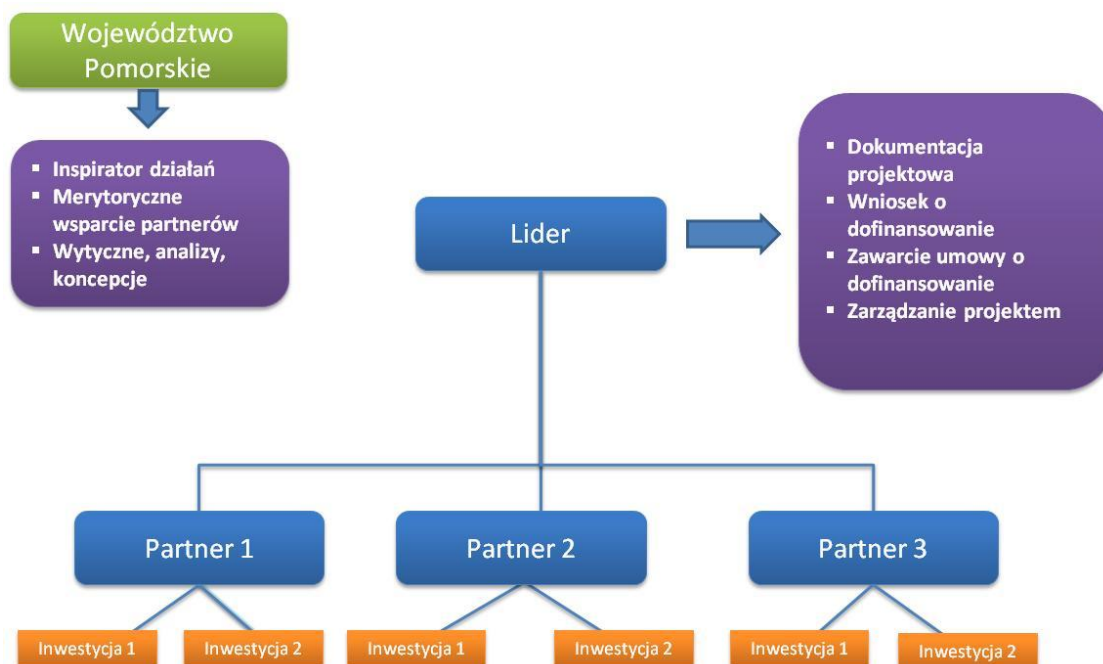 Województwo
Pomorskie
▪ Inspirator działań
▪ Merytoryczne
wsparcie partnerów
▪ Wytyczne, analizy,
koncepcje
Lider
▪ Dokumentacja
projektowa
▪ Wniosek o
dofinansowanie
▪ Zawarcie umowy o
dofinansowanie
▪ Zarządzanie projektem
Partner 1
Partner 2
Partner 3
Inwestycja 1
Inwestycja 2
Inwestycja 1
Inwestycja 2
Inwestycja 1
Inwestycja 2